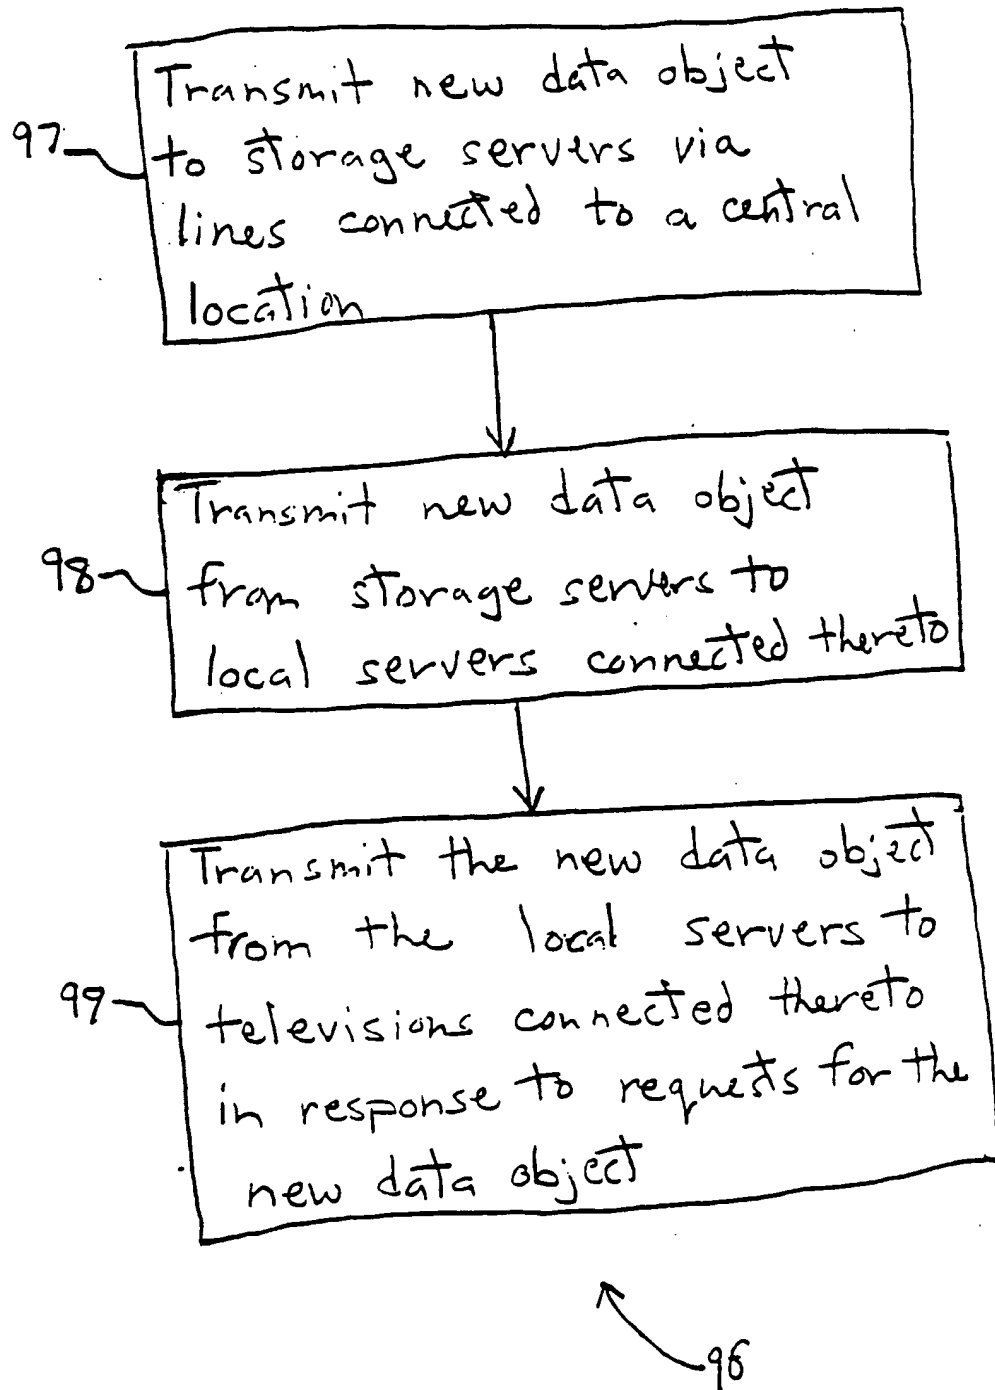 Transmit new data object
97
to storage servers via
lines connected to a central
location
Transmit new data object
98
from storage servers to
local servers connected thereto
Transmit the new data object
from the local servers to
99
televisions connected thereto
in response to requests for the
new data object
96